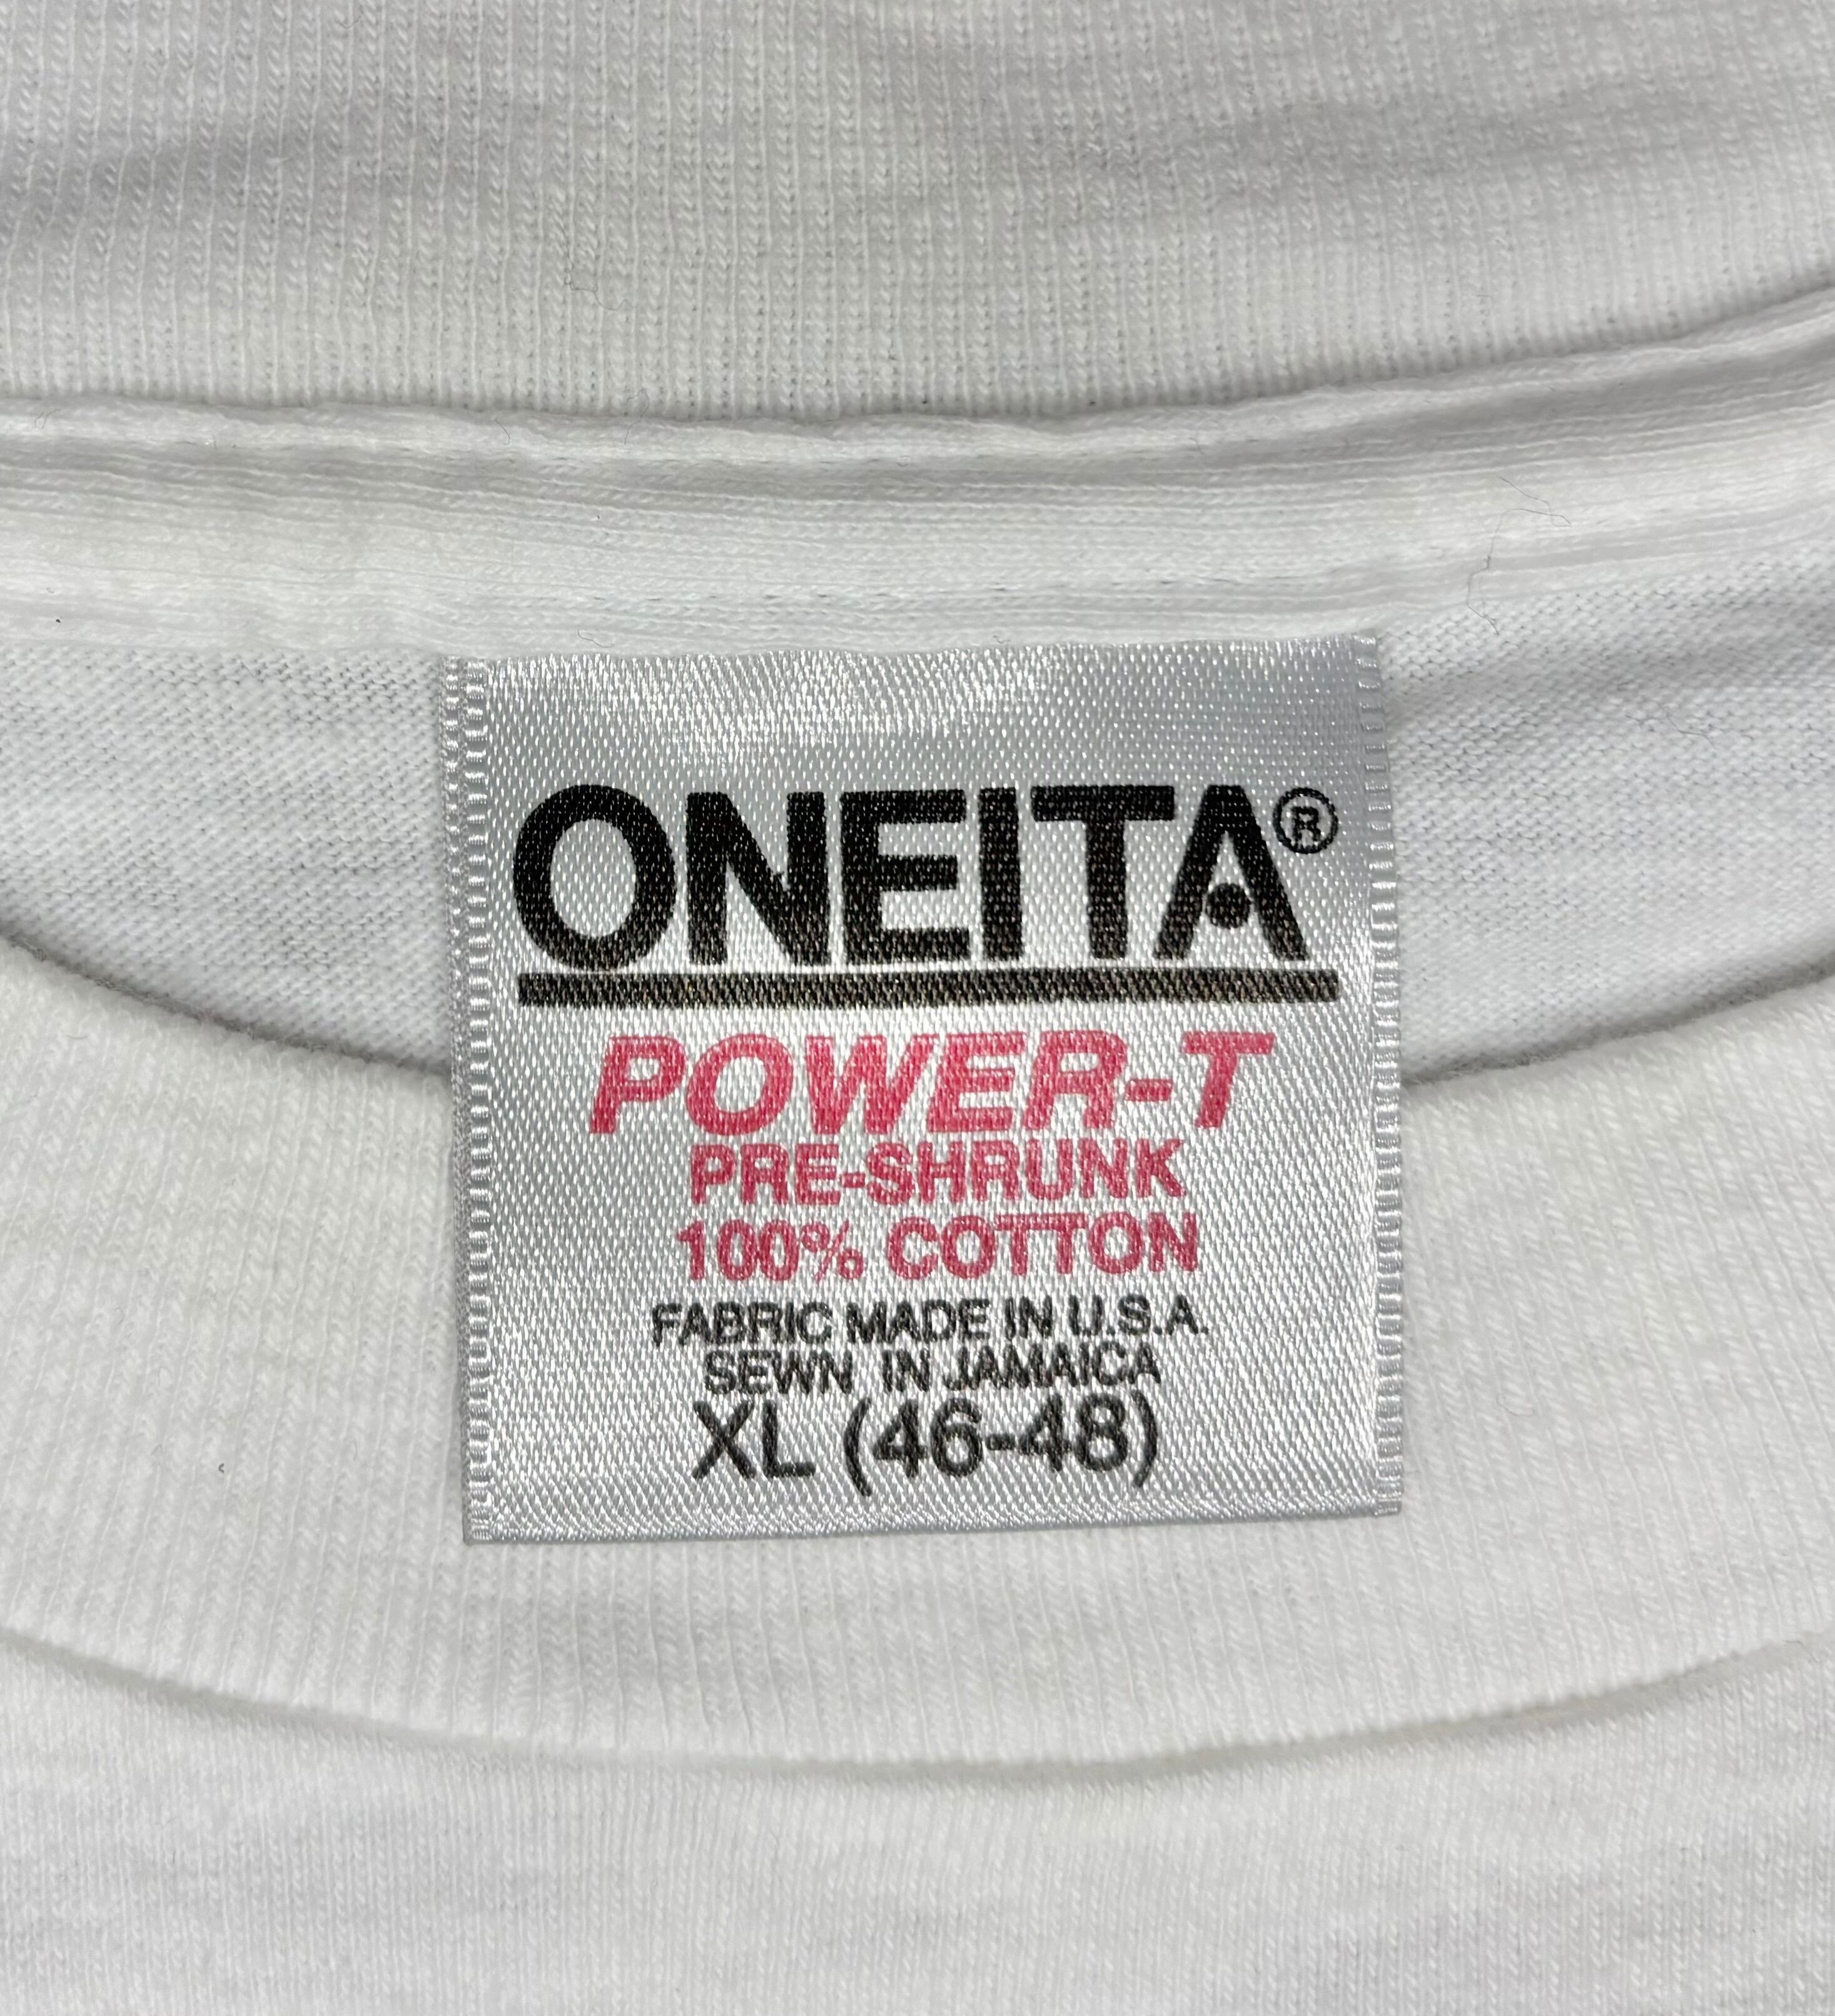 ONEITA®
POWER-T
PRE-SHRUNK
100% COTTON
FABRIC MADE IN U.S.A.
SEWN IN JAMAICA
XL (46-48)